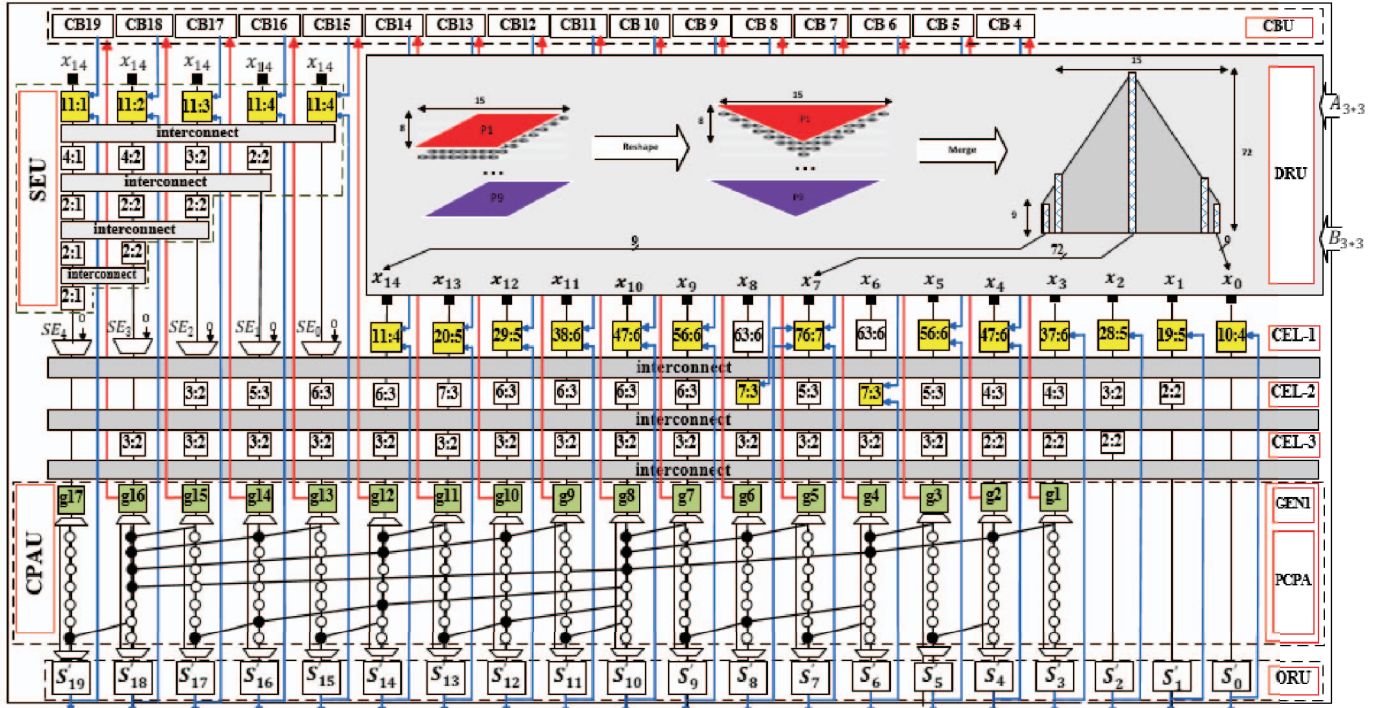 CB19 CB18 CB17 CB16 CB15 CB14 CB13 CB12 CB11 CB 10 CB 9 CB 8 CB 7 CB 6 CB 5 CB 4 CBU
x14 x14 x14 x14 x14
15 15 15
11:1 11:2 11:3 11:4 11:4
A3+3
interconnect
8 P1 8 P1
4:1 4:2 3:2 2:2
Reshape Merge 72 DRU
interconnect
SEU
... ...
2:1 2:2 2:2
P9 P9
9
interconnect
B3+3
2:1 2:2
9 72 9
interconnect
x14 x13 x12 x11 x10 x9 x8 x7 x6 x5 x4 x3 x2 x1 x0
2:1
0 0 0 0 0
SE4 SE3 SE2 SE1 SE0
11:4 20:5 29:5 38:6 47:6 56:6 63:6 76:7 63:6 56:6 47:6 37:6 28:5 19:5 10:4 CEL-1
interconnect
3:2 5:3 6:3 6:3 7:3 6:3 6:3 6:3 6:3 7:3 5:3 7:3 5:3 4:3 4:3 3:2 2:2 CEL-2
interconnect
3:2 3:2 3:2 3:2 3:2 3:2 3:2 3:2 3:2 3:2 3:2 3:2 3:2 3:2 2:2 2:2 2:2 CEL-3
interconnect
g17 g16 g15 g14 g13 g12 g11 g10 g9 g8 g7 g6 g5 g4 g3 g2 g1 GEN1
CPAU
PCPA
S'19 S'18 S'17 S'16 S'15 S'14 S'13 S'12 S'11 S'10 S'9 S'8 S'7 S'6 S'5 S'4 S'3 S'2 S'1 S'0 ORU